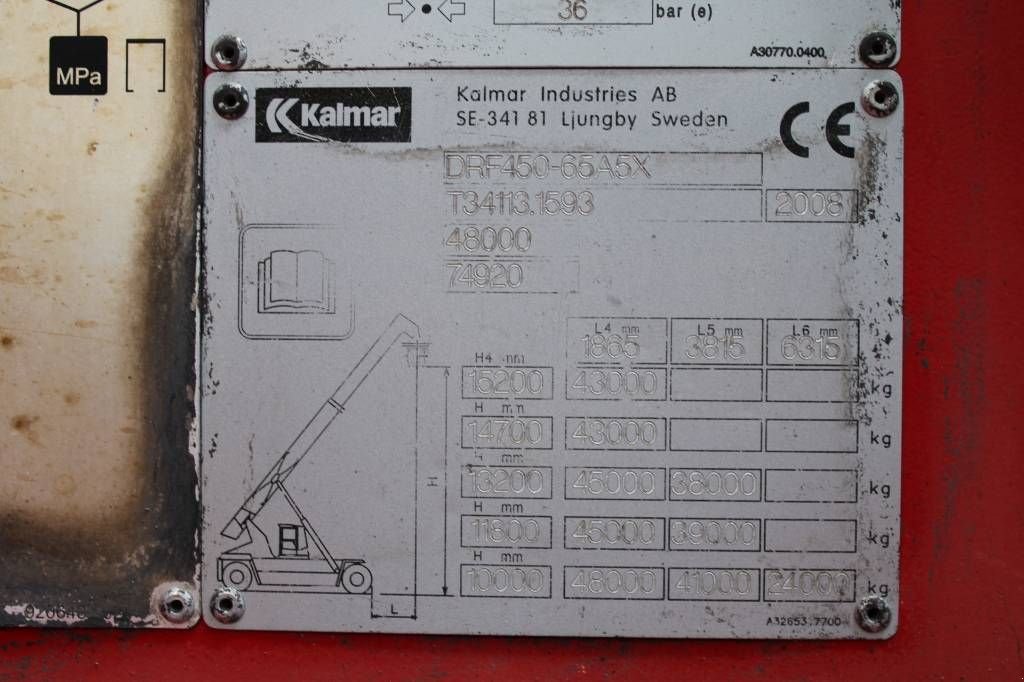 36 bar (e)
A30770.0400
MPa
Kalmar
Kalmar Industries AB
SE-341 81 Ljungby Sweden
CE
DRF450-65A5X
T34113.1593 2008
48000
74920
L4 mm L5 mm L6 mm
1865 3815 6315
H4 mm
15200 43000 kg
H mm
14700 43000 kg
H mm
13200 45000 38000 kg
H mm
11800 45000 39000 kg
H mm
10000 48000 41000 24000 kg
H
L
A32653.7700